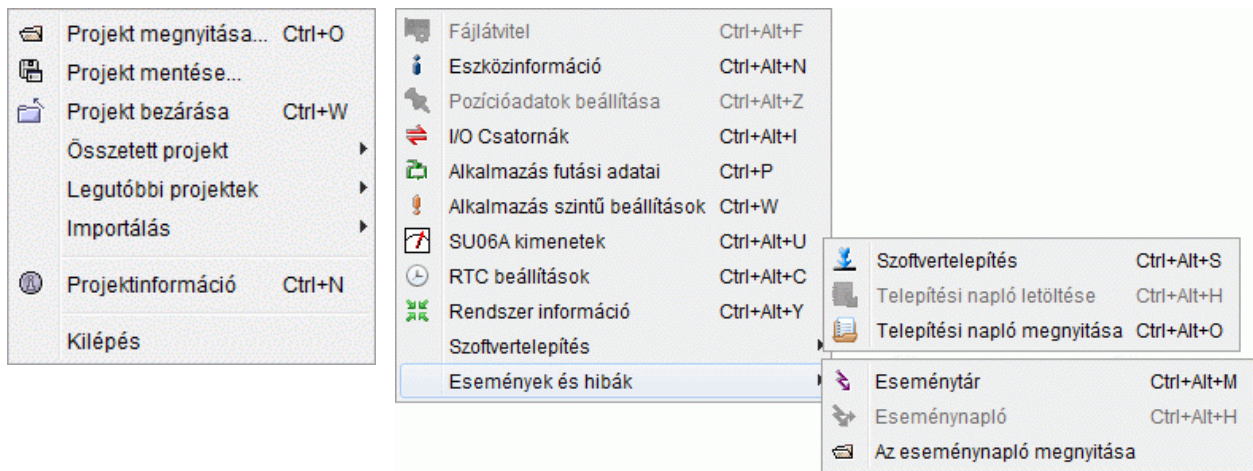 Projekt megnyitása... Ctrl+O
Projekt mentése...
Projekt bezárása Ctrl+W
Összetett projekt
Legutóbbi projektek
Importálás
Projektinformáció Ctrl+N
Kilépés
Fájlátvitel Ctrl+Alt+F
Eszközinformáció Ctrl+Alt+N
Pozícióadatok beállítása Ctrl+Alt+Z
I/O Csatornák Ctrl+Alt+I
Alkalmazás futási adatai Ctrl+P
Alkalmazás szintű beállítások Ctrl+W
SU06A kimenetek Ctrl+Alt+U
RTC beállítások Ctrl+Alt+C
Rendszer információ Ctrl+Alt+Y
Szoftvertelepítés
Események és hibák
Szoftvertelepítés Ctrl+Alt+S
Telepítési napló letöltése Ctrl+Alt+H
Telepítési napló megnyitása Ctrl+Alt+O
Eseménytár Ctrl+Alt+M
Eseménynapló Ctrl+Alt+H
Az eseménynapló megnyitása